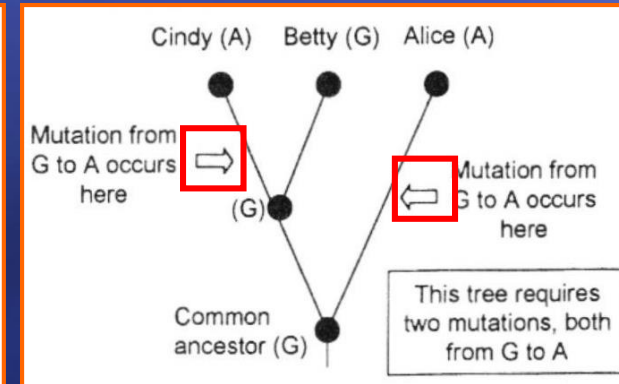 Cindy (A) Betty (G) Alice (A)
Mutation from
G to A occurs
here
Mutation from
G to A occurs
here
(G)
Common
ancestor (G)
This tree requires
two mutations, both
from G to A